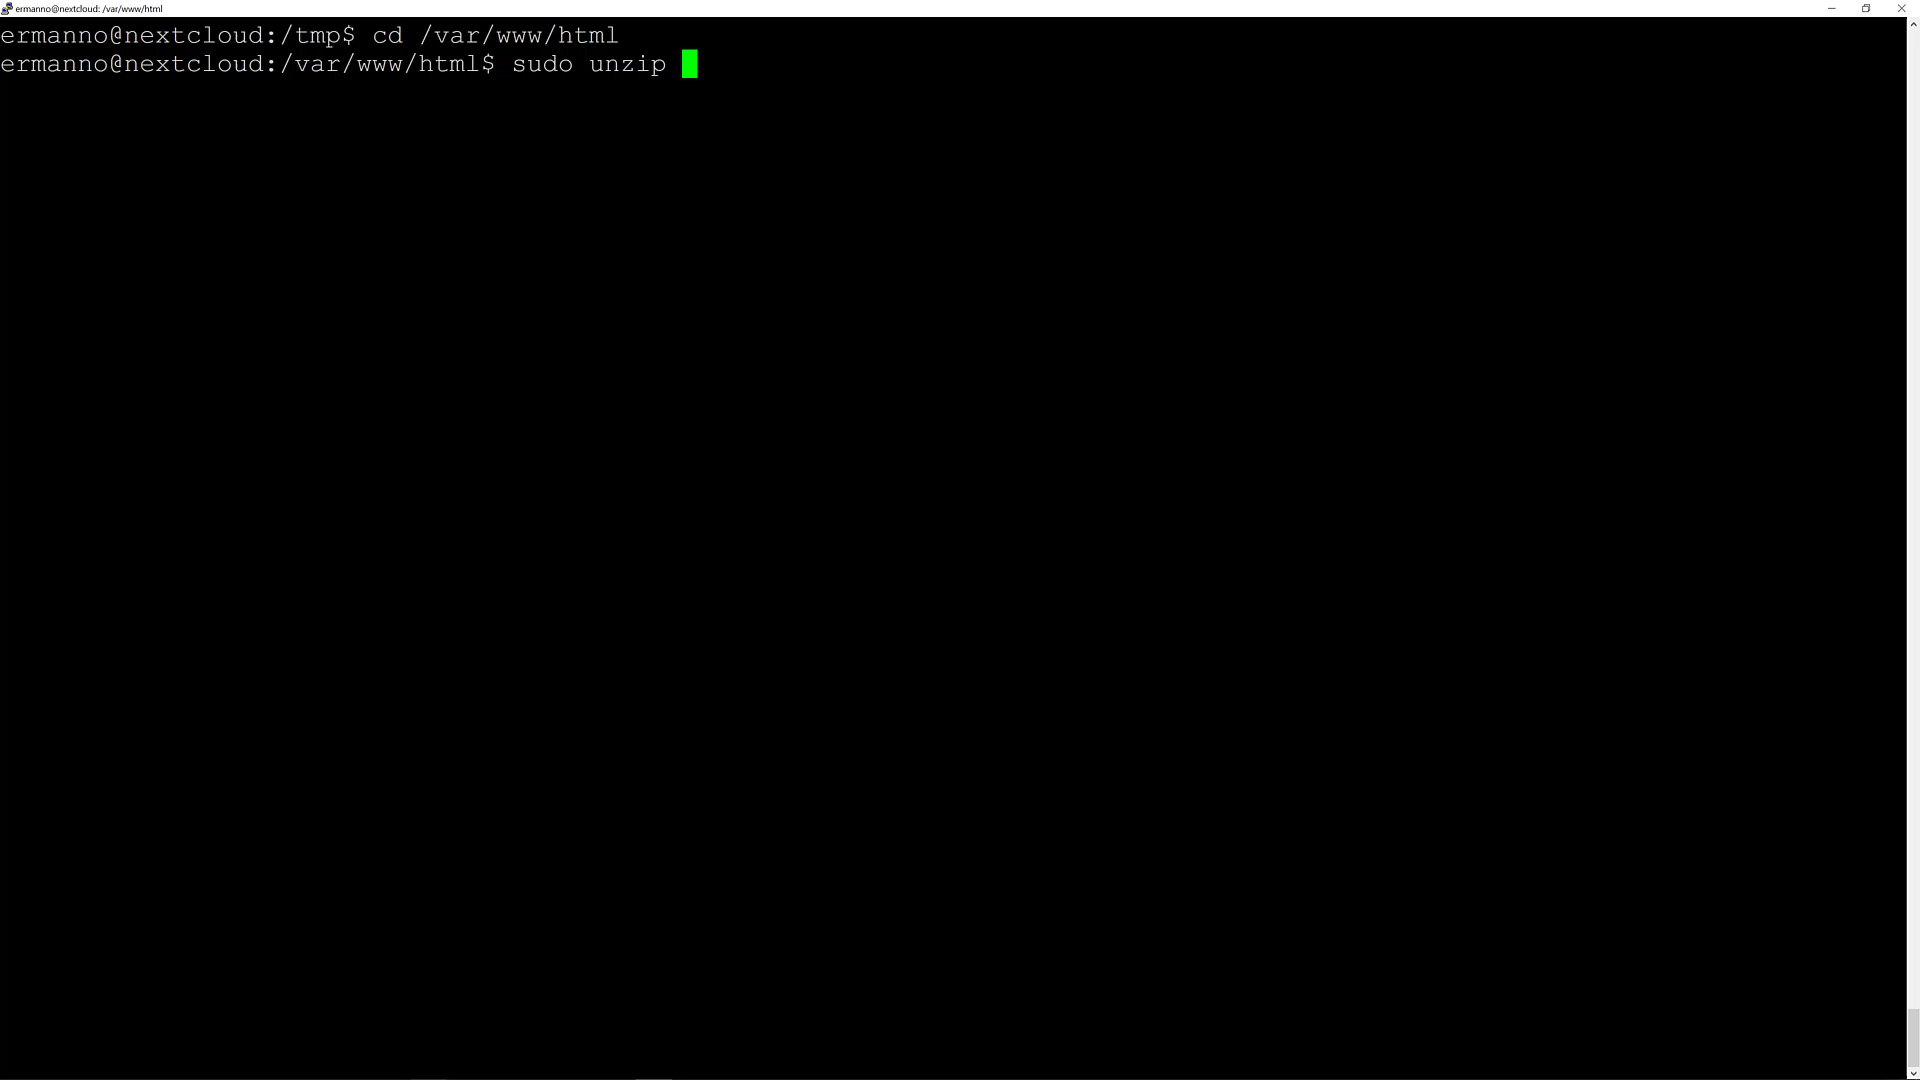 ermanno@nextcloud: /var/www/html
ermanno@nextcloud:/tmp$ cd /var/www/html
ermanno@nextcloud:/var/www/html$ sudo unzip